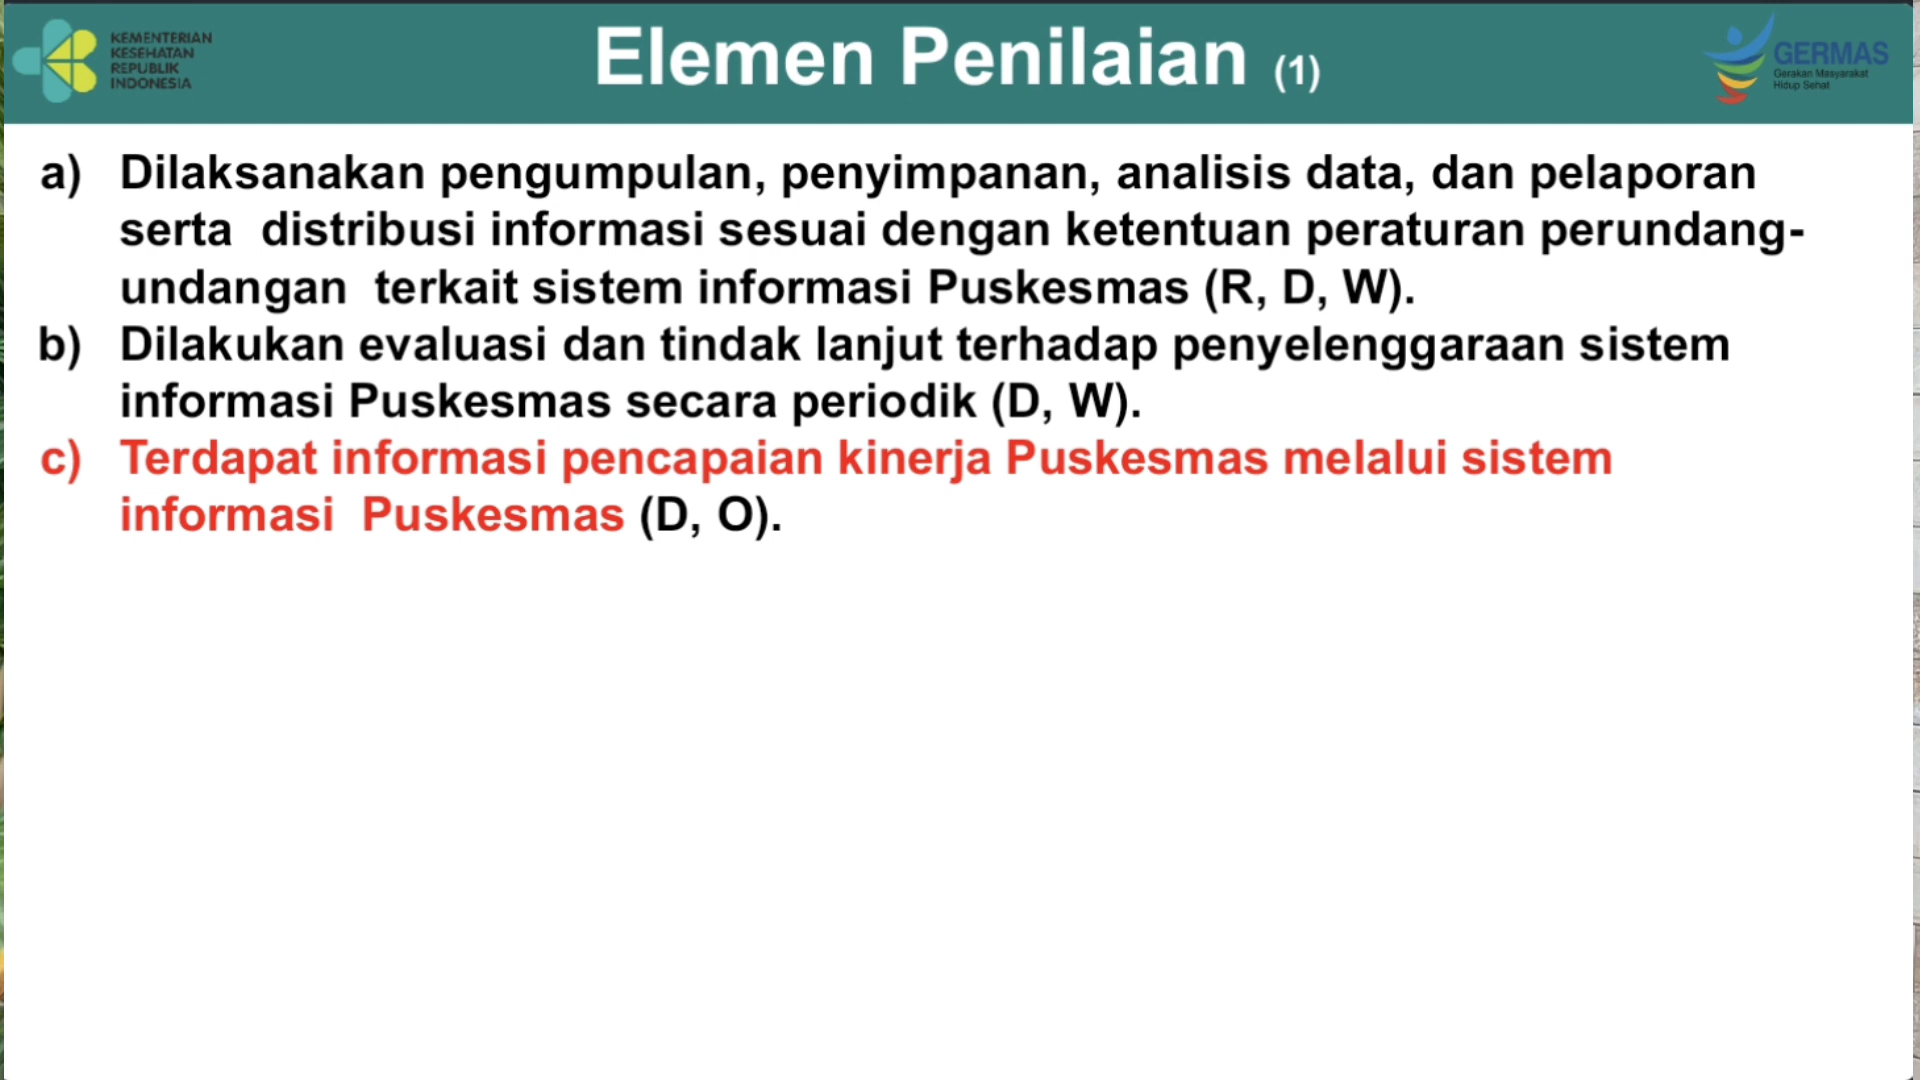 KEMENTERIAN
KESEHATAN
REPUBLIK
INDONESIA
Elemen Penilaian (1)
GERMAS
Gerakan Masyarakat
Hidup Sehat
a) Dilaksanakan pengumpulan, penyimpanan, analisis data, dan pelaporan
serta distribusi informasi sesuai dengan ketentuan peraturan perundang-
undangan terkait sistem informasi Puskesmas (R, D, W).
b) Dilakukan evaluasi dan tindak lanjut terhadap penyelenggaraan sistem
informasi Puskesmas secara periodik (D, W).
c) Terdapat informasi pencapaian kinerja Puskesmas melalui sistem
informasi Puskesmas (D, O).